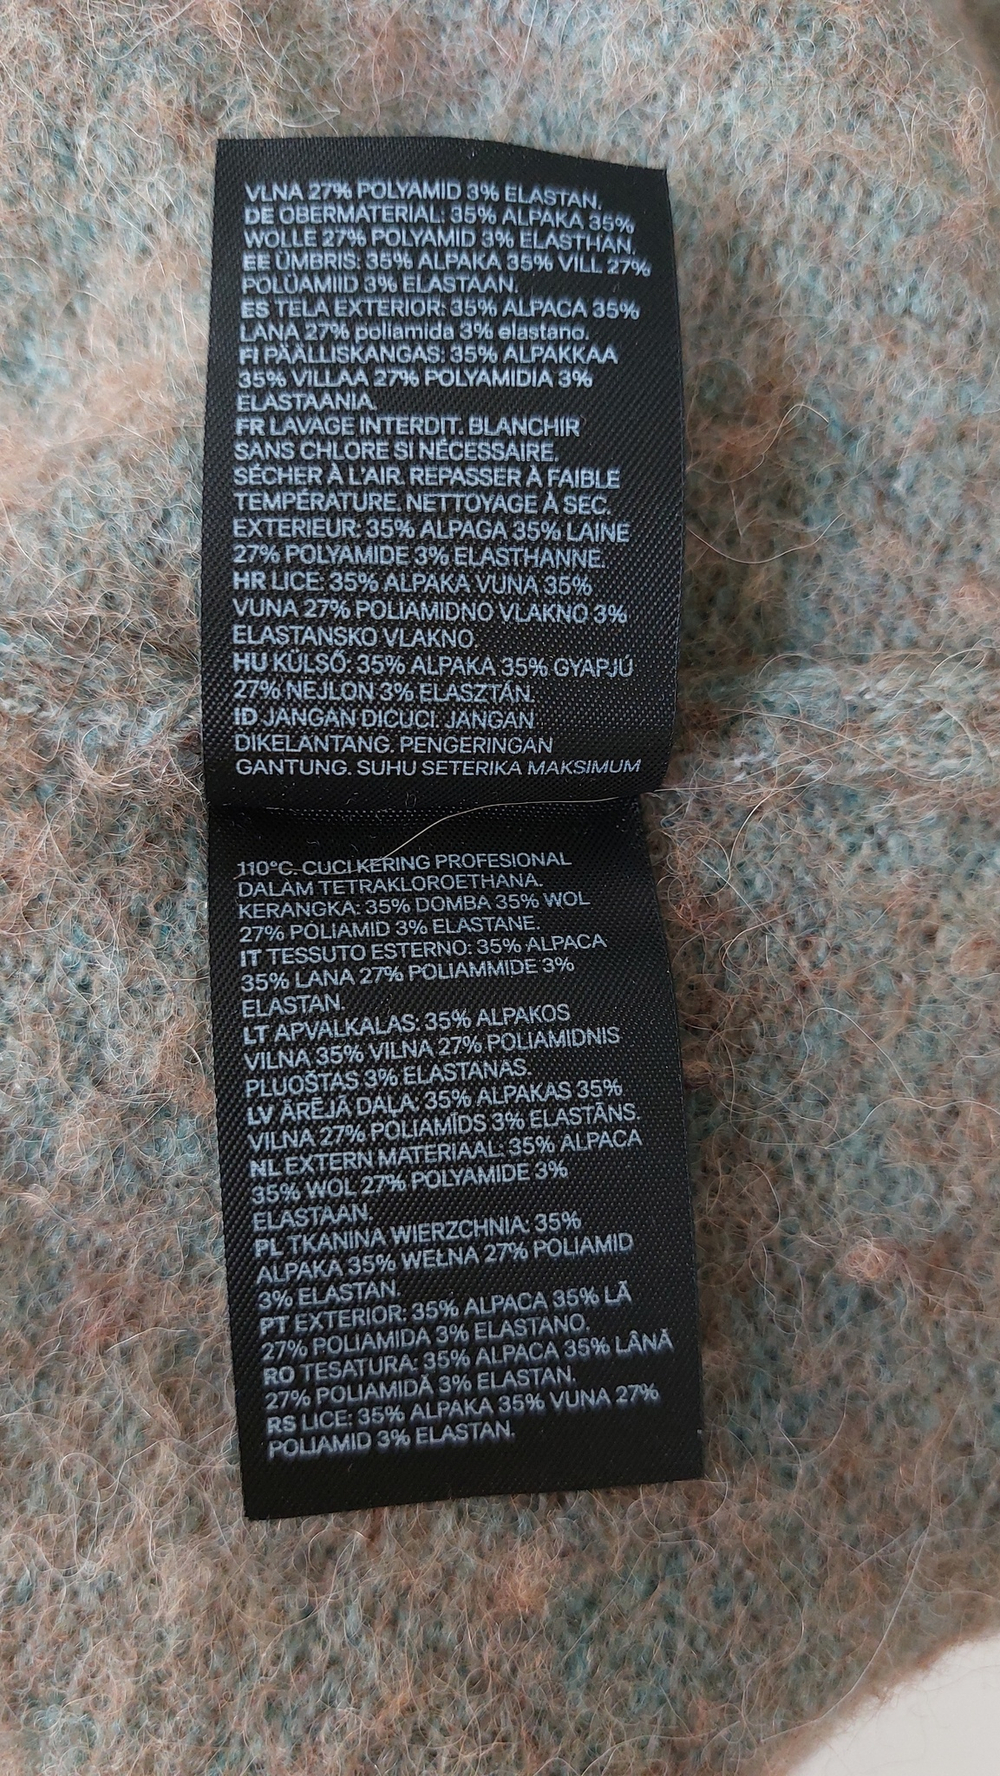 VLNA 27% POLYAMID 3% ELASTAN.
DE OBERMATERIAL: 35% ALPAKA 35%
WOLLE 27% POLYAMID 3% ELASTHAN.
EE ÜMBRIS: 35% ALPAKA 35% VILL 27%
POLÜAMIID 3% ELASTAAN.
ES TELA EXTERIOR: 35% ALPACA 35%
LANA 27% poliamida 3% elastano.
FI PÄÄLLISKANGAS: 35% ALPAKKAA
35% VILLAA 27% POLYAMIDIA 3%
ELASTAANIA.
FR LAVAGE INTERDIT. BLANCHIR
SANS CHLORE SI NÉCESSAIRE.
SÉCHER À L'AIR. REPASSER À FAIBLE
TEMPÉRATURE. NETTOYAGE À SEC.
EXTERIEUR: 35% ALPAGA 35% LAINE
27% POLYAMIDE 3% ELASTHANNE.
HR LICE: 35% ALPAKA VUNA 35%
VUNA 27% POLIAMIDNO VLAKNO 3%
ELASTANSKO VLAKNO.
HU KÜLSŐ: 35% ALPAKA 35% GYAPJÚ
27% NEJLON 3% ELASZTÁN.
ID JANGAN DICUCI. JANGAN
DIKELANTANG. PENGERINGAN
GANTUNG. SUHU SETERIKA MAKSIMUM
110°C. CUCI KERING PROFESIONAL
DALAM TETRAKLOROETHANA.
KERANGKA: 35% DOMBA 35% WOL
27% POLIAMID 3% ELASTANE.
IT TESSUTO ESTERNO: 35% ALPACA
35% LANA 27% POLIAMMIDE 3%
ELASTAN.
LT APVALKALAS: 35% ALPAKOS
VILNA 35% VILNA 27% POLIAMIDNIS
PLUOŠTAS 3% ELASTANAS.
LV ĀRĒJĀ DAĻA: 35% ALPAKAS 35%
VILNA 27% POLIAMĪDS 3% ELASTĀNS.
NL EXTERN MATERIAAL: 35% ALPACA
35% WOL 27% POLYAMIDE 3%
ELASTAAN.
PL TKANINA WIERZCHNIA: 35%
ALPAKA 35% WEŁNA 27% POLIAMID
3% ELASTAN.
PT EXTERIOR: 35% ALPACA 35% LÃ
27% POLIAMIDA 3% ELASTANO.
RO TESATURA: 35% ALPACA 35% LÂNĂ
27% POLIAMIDĂ 3% ELASTAN.
RS LICE: 35% ALPAKA 35% VUNA 27%
POLIAMID 3% ELASTAN.